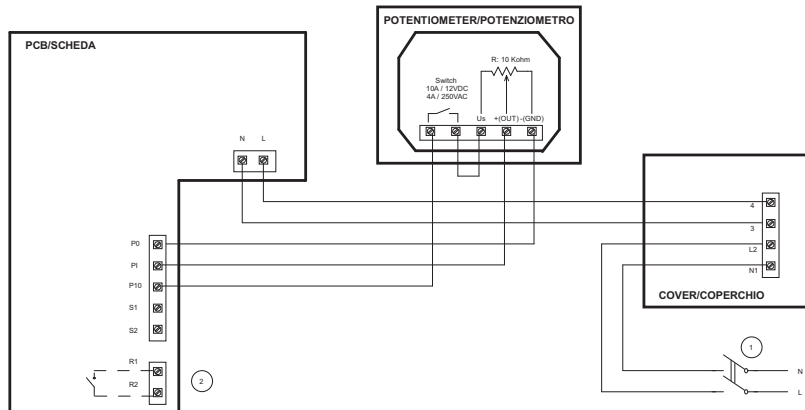 POTENTIOMETER/POTENZIOMETRO
PCB/SCHEDA
R: 10 Kohm
Switch
10A / 12VDC
4A / 250VAC
Us +(OUT) -(GND)
N L
4
3
L2
N1
COVER/COPERCHIO
P0
PI
P10
S1
S2
R1
R2
2
1
N
L